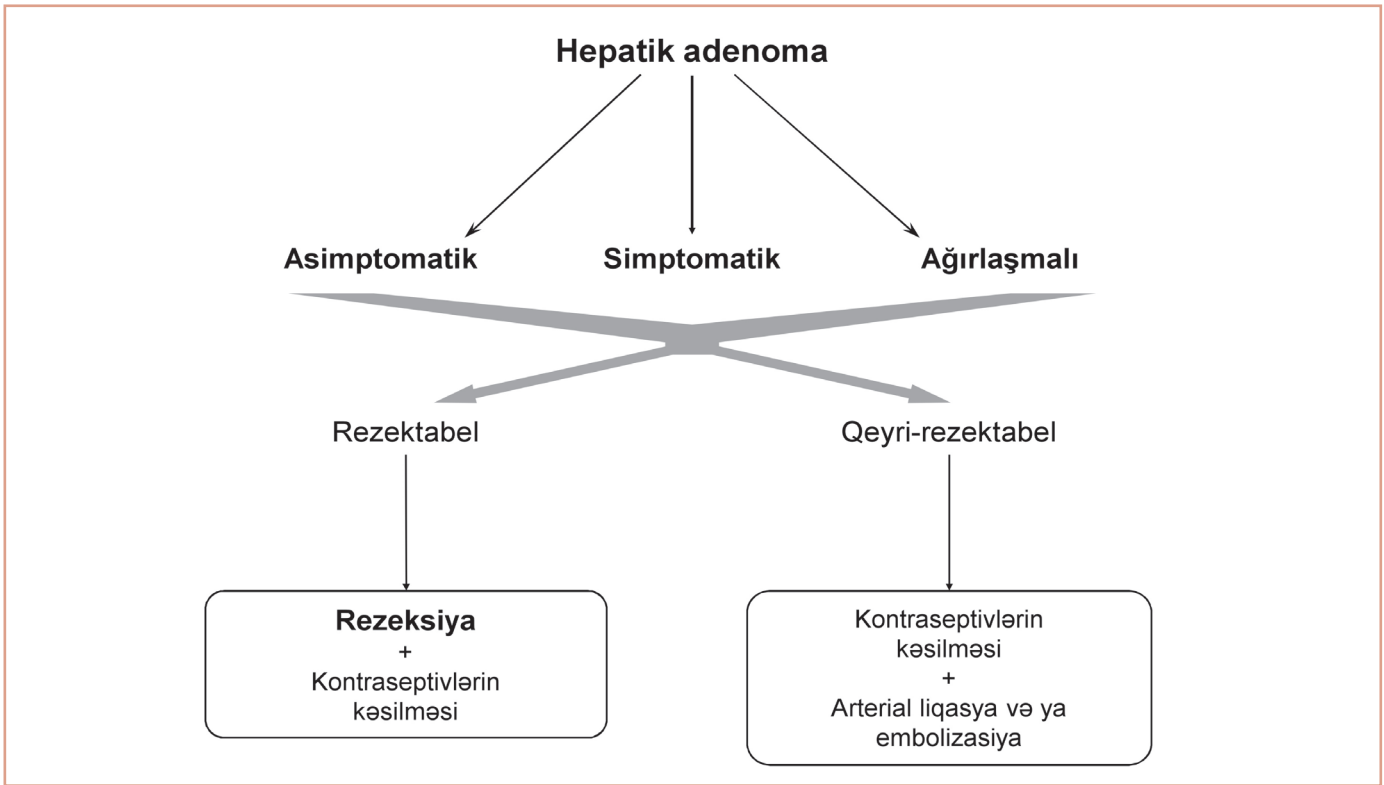 Hepatik adenoma
Asimptomatik Simptomatik Ağırlaşmalı
Rezektabel Qeyri-rezektabel
Rezeksiya
+
Kontraseptivlərin
kəsilməsi
Kontraseptivlərin
kəsilməsi
+
Arterial liqasya və ya
embolizasiya